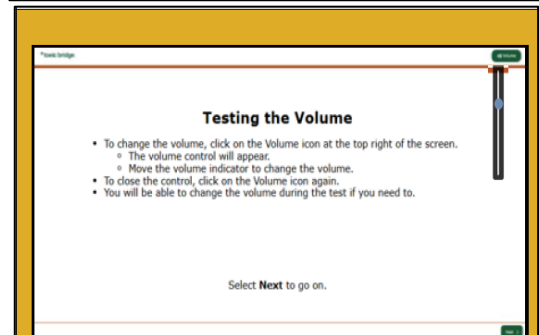 Testing the Volume
• To change the volume, click on the Volume icon at the top right of the screen.
○ The volume control will appear.
○ Move the volume indicator to change the volume.
• To close the control, click on the Volume icon again.
• You will be able to change the volume during the test if you need to.
Select Next to go on.